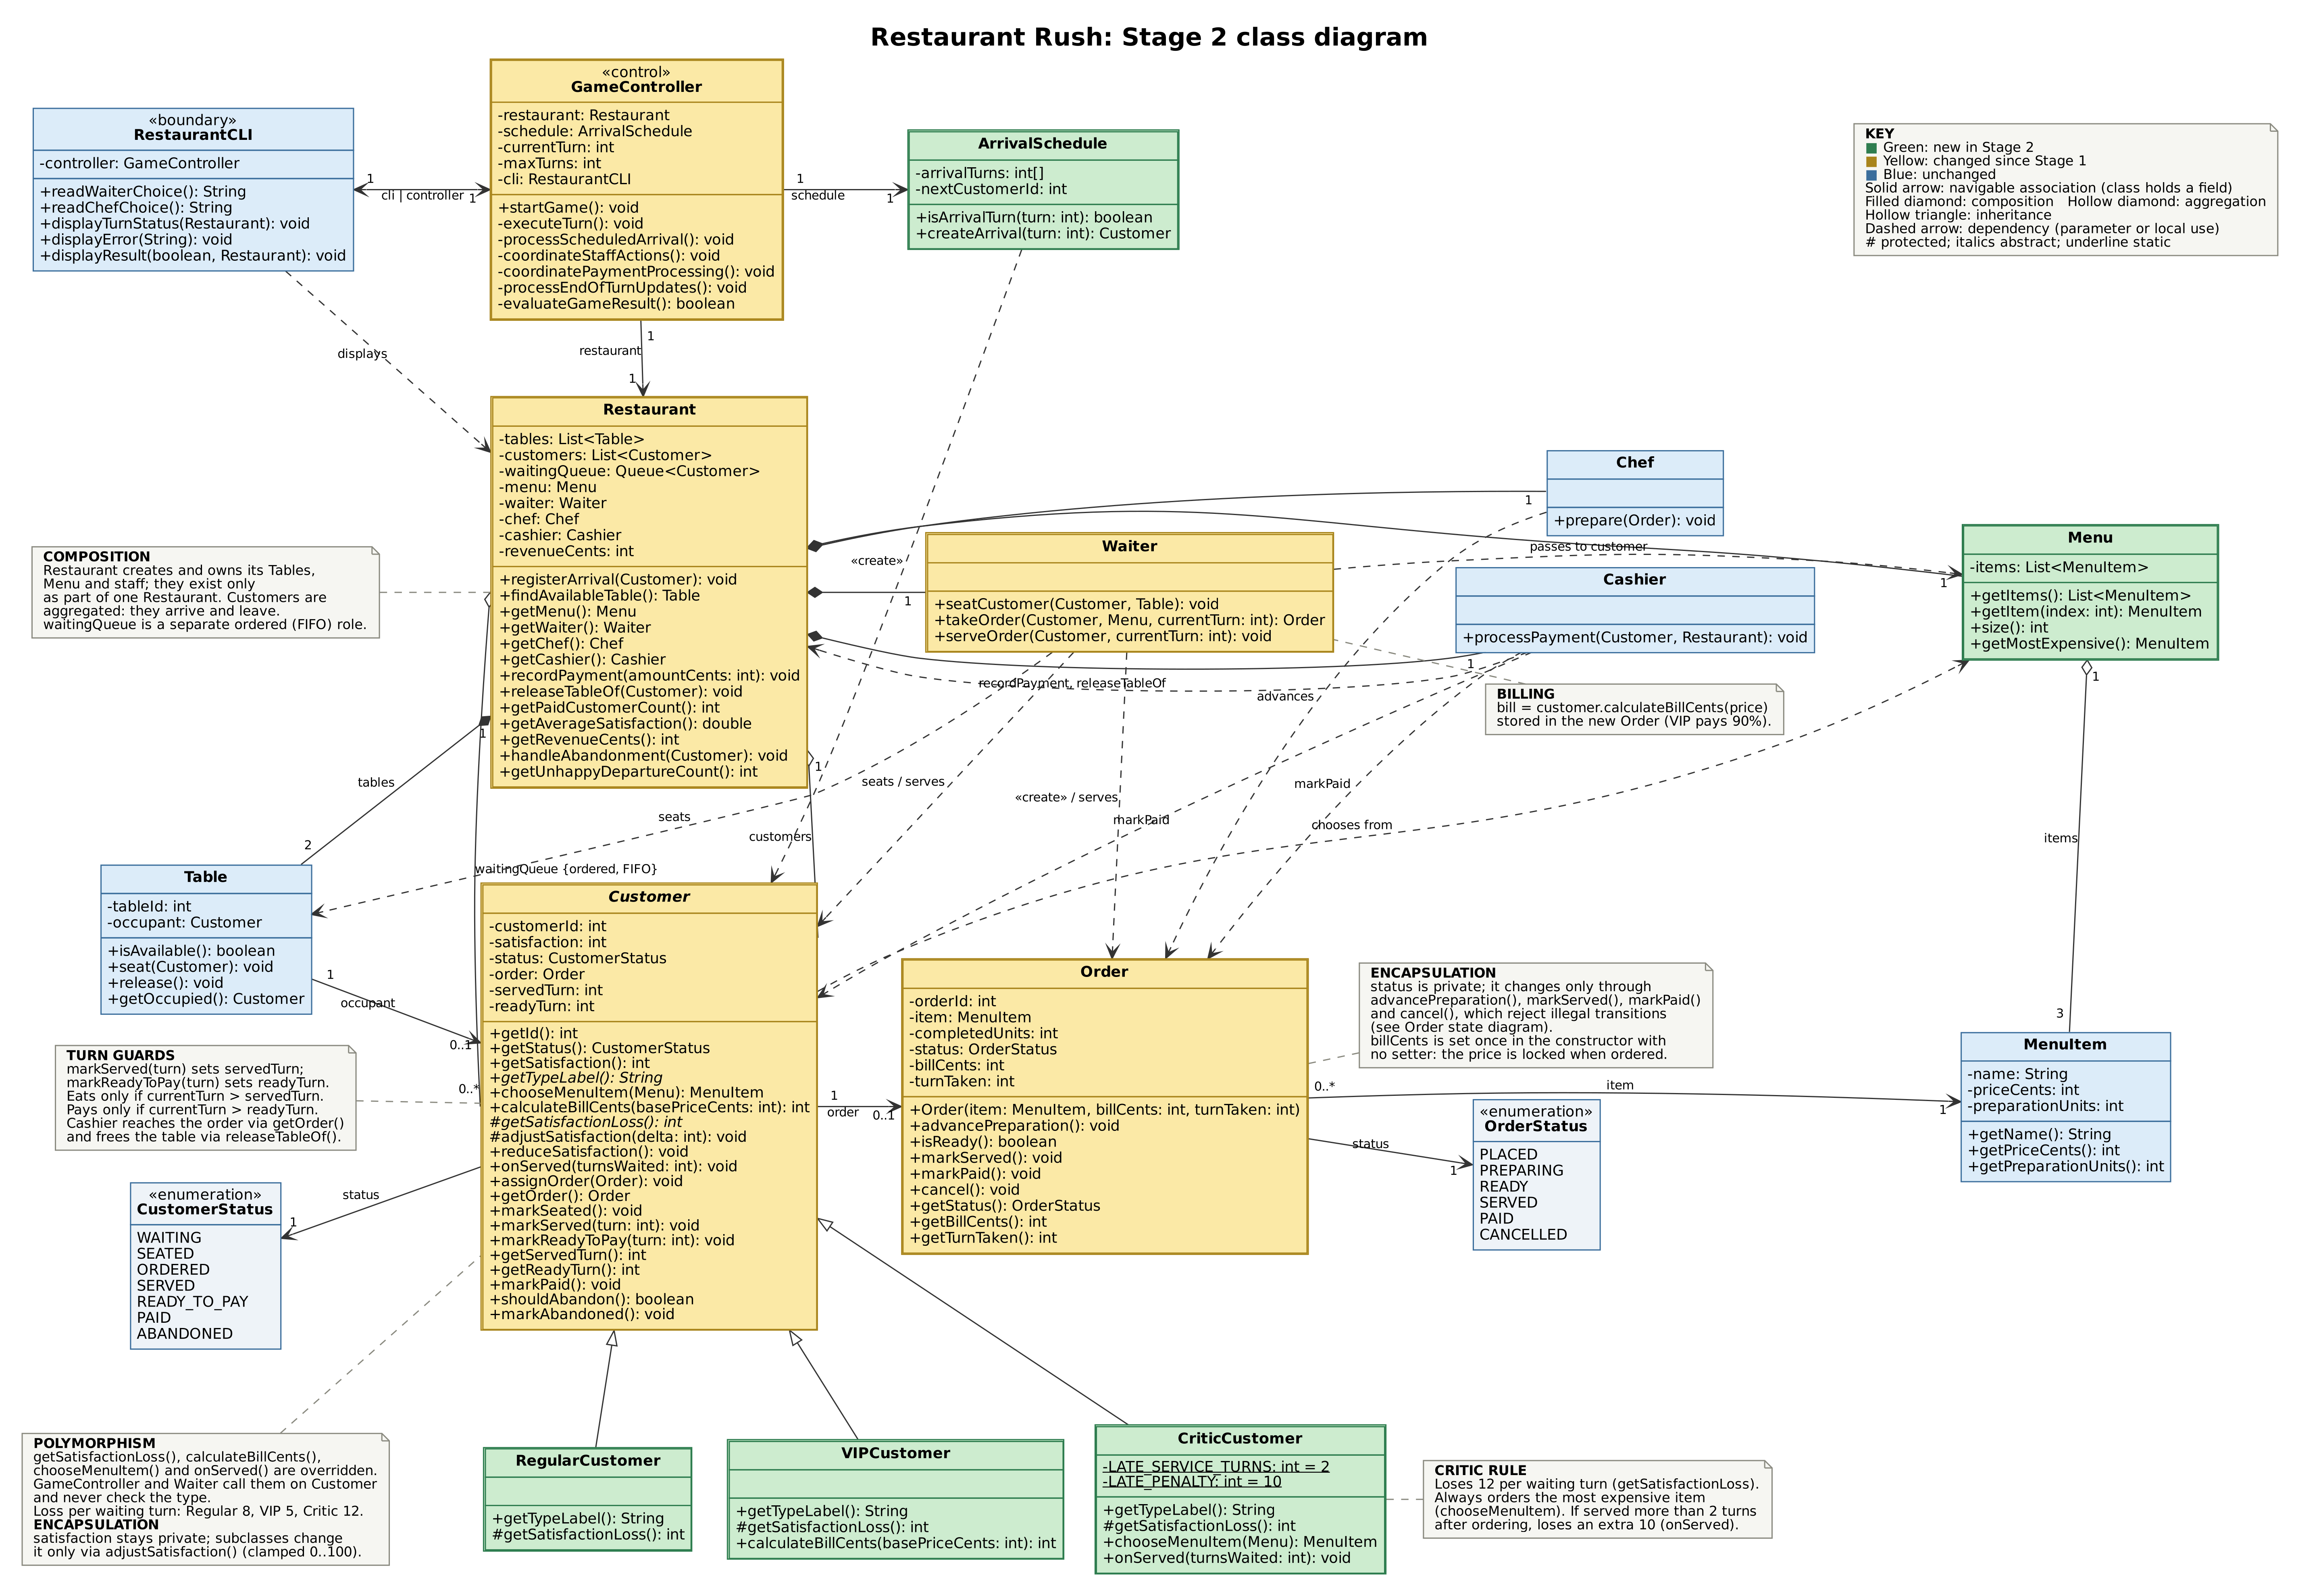 Restaurant Rush: Stage 2 class diagram
«control»
GameController
-restaurant: Restaurant
-schedule: ArrivalSchedule
-currentTurn: int
-maxTurns: int
-cli: RestaurantCLI
+startGame(): void
-executeTurn(): void
-processScheduledArrival(): void
-coordinateStaffActions(): void
-coordinatePaymentProcessing(): void
-processEndOfTurnUpdates(): void
-evaluateGameResult(): boolean
«boundary»
RestaurantCLI
-controller: GameController
+readWaiterChoice(): String
+readChefChoice(): String
+displayTurnStatus(Restaurant): void
+displayError(String): void
+displayResult(boolean, Restaurant): void
1
cli | controller
1
1
schedule
1
ArrivalSchedule
-arrivalTurns: int[]
-nextCustomerId: int
+isArrivalTurn(turn: int): boolean
+createArrival(turn: int): Customer
KEY
Green: new in Stage 2
Yellow: changed since Stage 1
Blue: unchanged
Solid arrow: navigable association (class holds a field)
Filled diamond: composition   Hollow diamond: aggregation
Hollow triangle: inheritance
Dashed arrow: dependency (parameter or local use)
# protected; italics abstract; underline static
displays
1
restaurant
1
Restaurant
-tables: List<Table>
-customers: List<Customer>
-waitingQueue: Queue<Customer>
-menu: Menu
-waiter: Waiter
-chef: Chef
-cashier: Cashier
-revenueCents: int
+registerArrival(Customer): void
+findAvailableTable(): Table
+getMenu(): Menu
+getWaiter(): Waiter
+getChef(): Chef
+getCashier(): Cashier
+recordPayment(amountCents: int): void
+releaseTableOf(Customer): void
+getPaidCustomerCount(): int
+getAverageSatisfaction(): double
+getRevenueCents(): int
+handleAbandonment(Customer): void
+getUnhappyDepartureCount(): int
COMPOSITION
Restaurant creates and owns its Tables,
Menu and staff; they exist only
as part of one Restaurant. Customers are
aggregated: they arrive and leave.
waitingQueue is a separate ordered (FIFO) role.
Chef
+prepare(Order): void
1
«create»
Waiter
+seatCustomer(Customer, Table): void
+takeOrder(Customer, Menu, currentTurn: int): Order
+serveOrder(Customer, currentTurn: int): void
1
passes to customer
Cashier
+processPayment(Customer, Restaurant): void
1
Menu
-items: List<MenuItem>
+getItems(): List<MenuItem>
+getItem(index: int): MenuItem
+size(): int
+getMostExpensive(): MenuItem
1
1
recordPayment, releaseTableOf
advances
BILLING
bill = customer.calculateBillCents(price)
stored in the new Order (VIP pays 90%).
1
1
tables
2
seats
seats / serves
«create» / serves
markPaid
markPaid
chooses from
items
3
customers
waitingQueue {ordered, FIFO}
Table
-tableId: int
-occupant: Customer
+isAvailable(): boolean
+seat(Customer): void
+release(): void
+getOccupied(): Customer
1
occupant
0..1
0..*
Customer
-customerId: int
-satisfaction: int
-status: CustomerStatus
-order: Order
-servedTurn: int
-readyTurn: int
+getId(): int
+getStatus(): CustomerStatus
+getSatisfaction(): int
+getTypeLabel(): String
+chooseMenuItem(Menu): MenuItem
+calculateBillCents(basePriceCents: int): int
#getSatisfactionLoss(): int
#adjustSatisfaction(delta: int): void
+reduceSatisfaction(): void
+onServed(turnsWaited: int): void
+assignOrder(Order): void
+getOrder(): Order
+markSeated(): void
+markServed(turn: int): void
+markReadyToPay(turn: int): void
+getServedTurn(): int
+getReadyTurn(): int
+markPaid(): void
+shouldAbandon(): boolean
+markAbandoned(): void
TURN GUARDS
markServed(turn) sets servedTurn;
markReadyToPay(turn) sets readyTurn.
Eats only if currentTurn > servedTurn.
Pays only if currentTurn > readyTurn.
Cashier reaches the order via getOrder()
and frees the table via releaseTableOf().
1
order
0..1
Order
-orderId: int
-item: MenuItem
-completedUnits: int
-status: OrderStatus
-billCents: int
-turnTaken: int
+Order(item: MenuItem, billCents: int, turnTaken: int)
+advancePreparation(): void
+isReady(): boolean
+markServed(): void
+markPaid(): void
+cancel(): void
+getStatus(): OrderStatus
+getBillCents(): int
+getTurnTaken(): int
ENCAPSULATION
status is private; it changes only through
advancePreparation(), markServed(), markPaid()
and cancel(), which reject illegal transitions
(see Order state diagram).
billCents is set once in the constructor with
no setter: the price is locked when ordered.
0..*
item
1
MenuItem
-name: String
-priceCents: int
-preparationUnits: int
+getName(): String
+getPriceCents(): int
+getPreparationUnits(): int
status
1
«enumeration»
OrderStatus
PLACED
PREPARING
READY
SERVED
PAID
CANCELLED
status
1
«enumeration»
CustomerStatus
WAITING
SEATED
ORDERED
SERVED
READY_TO_PAY
PAID
ABANDONED
POLYMORPHISM
getSatisfactionLoss(), calculateBillCents(),
chooseMenuItem() and onServed() are overridden.
GameController and Waiter call them on Customer
and never check the type.
Loss per waiting turn: Regular 8, VIP 5, Critic 12.
ENCAPSULATION
satisfaction stays private; subclasses change
it only via adjustSatisfaction() (clamped 0..100).
RegularCustomer
+getTypeLabel(): String
#getSatisfactionLoss(): int
VIPCustomer
+getTypeLabel(): String
#getSatisfactionLoss(): int
+calculateBillCents(basePriceCents: int): int
CriticCustomer
-LATE_SERVICE_TURNS: int = 2
-LATE_PENALTY: int = 10
+getTypeLabel(): String
#getSatisfactionLoss(): int
+chooseMenuItem(Menu): MenuItem
+onServed(turnsWaited: int): void
CRITIC RULE
Loses 12 per waiting turn (getSatisfactionLoss).
Always orders the most expensive item
(chooseMenuItem). If served more than 2 turns
after ordering, loses an extra 10 (onServed).